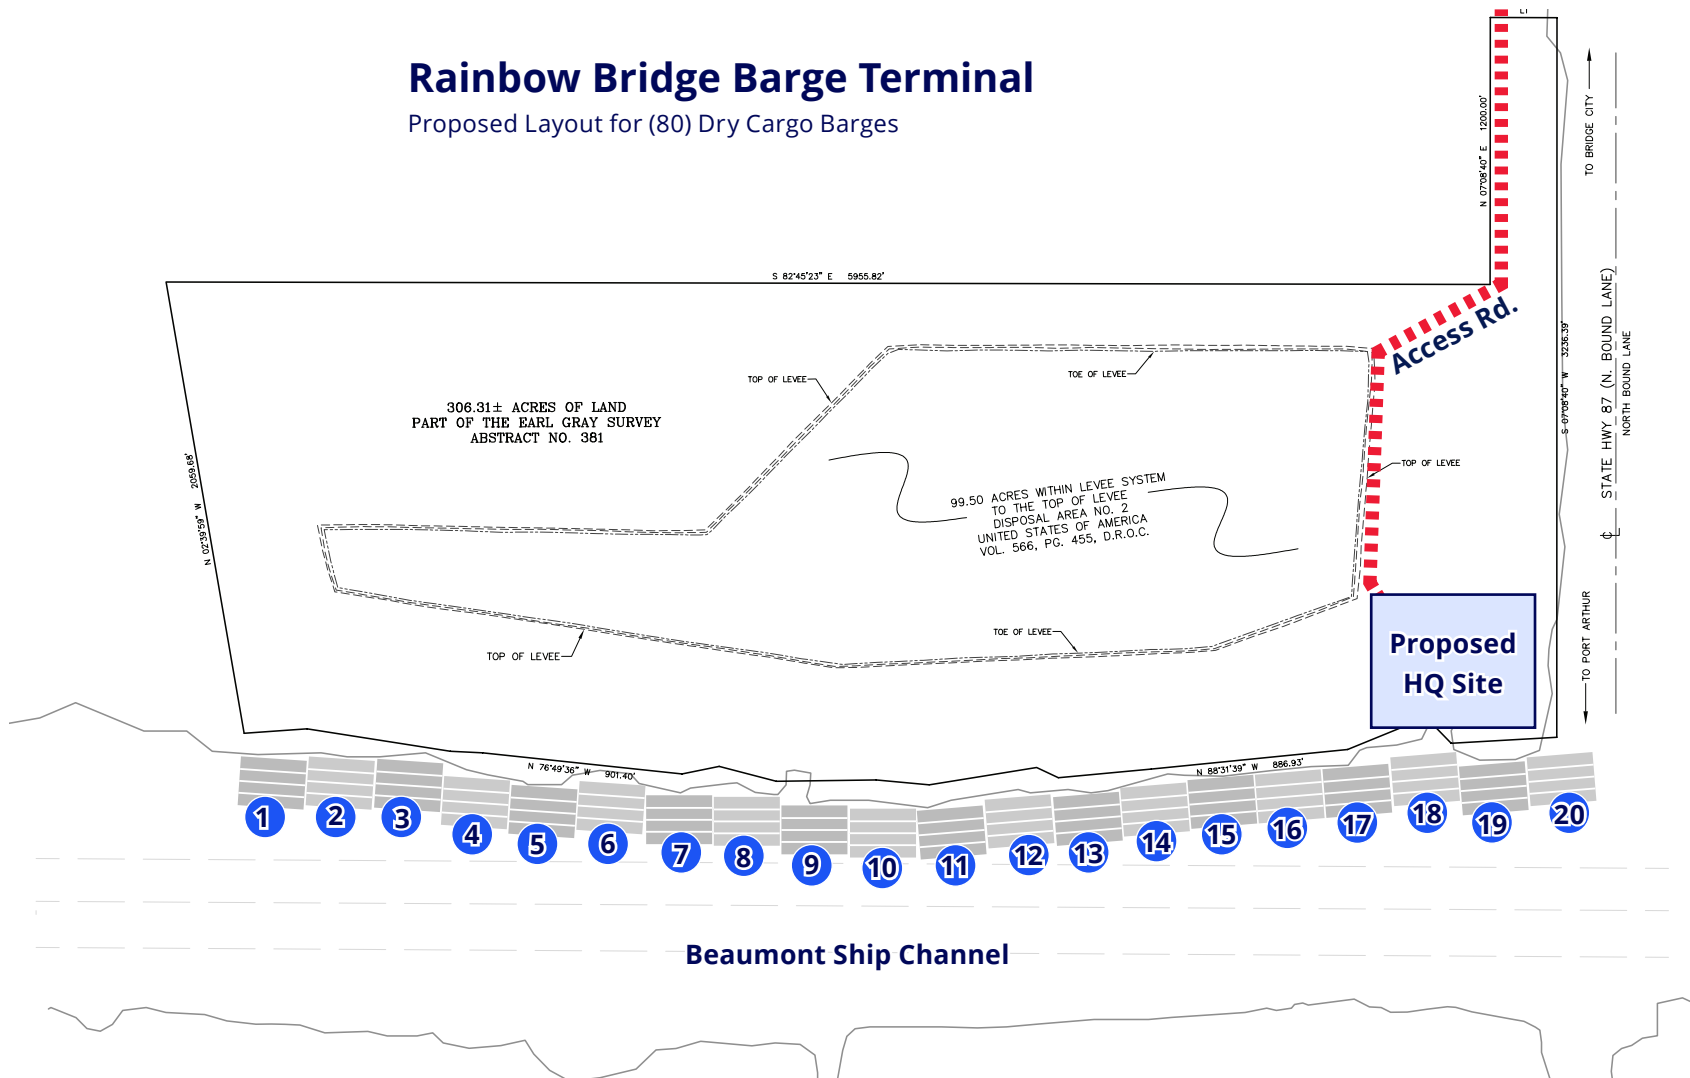 L1
Rainbow Bridge Barge Terminal
Proposed Layout for (80) Dry Cargo Barges
N 07°08'40" E 1200.00'
TO BRIDGE CITY
S 82°45'23" E 5955.82'
Access Rd.
S 07°08'40" W 3236.39'
STATE HWY 87 (N. BOUND LANE)
NORTH BOUND LANE
TOP OF LEVEE
TOE OF LEVEE
306.31± ACRES OF LAND
PART OF THE EARL GRAY SURVEY
ABSTRACT NO. 381
N 02°39'59" W 2059.68'
TOP OF LEVEE
99.50 ACRES WITHIN LEVEE SYSTEM
TO THE TOP OF LEVEE
DISPOSAL AREA NO. 2
UNITED STATES OF AMERICA
VOL. 566, PG. 455, D.R.O.C.
TO PORT ARTHUR
TOE OF LEVEE
TOP OF LEVEE
Proposed
HQ Site
N 76°49'36" W 901.40'
N 88°31'39" W 886.93'
1
2
3
4
5
6
7
8
9
10
11
12
13
14
15
16
17
18
19
20
Beaumont Ship Channel